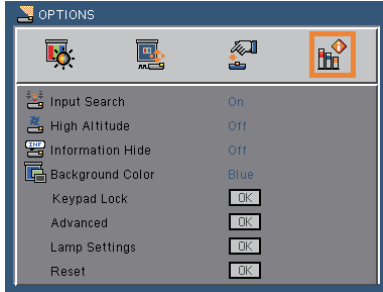 OPTIONS
Input Search On
High Altitude Off
INF
Information Hide Off
Background Color Blue
Keypad Lock OK
Advanced OK
Lamp Settings OK
Reset OK